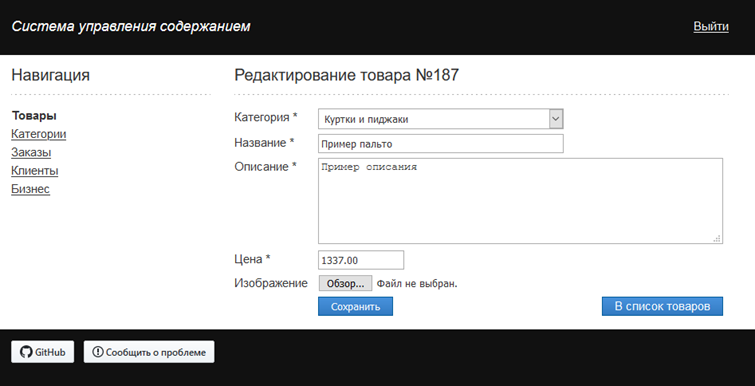 Система управления содержанием
Выйти
Навигация
Товары
Категории
Заказы
Клиенты
Бизнес
Редактирование товара №187
Категория * Куртки и пиджаки
Название * Пример пальто
Описание * Пример описания
Цена * 1337.00
Изображение Обзор... Файл не выбран.
Сохранить В список товаров
GitHub Сообщить о проблеме